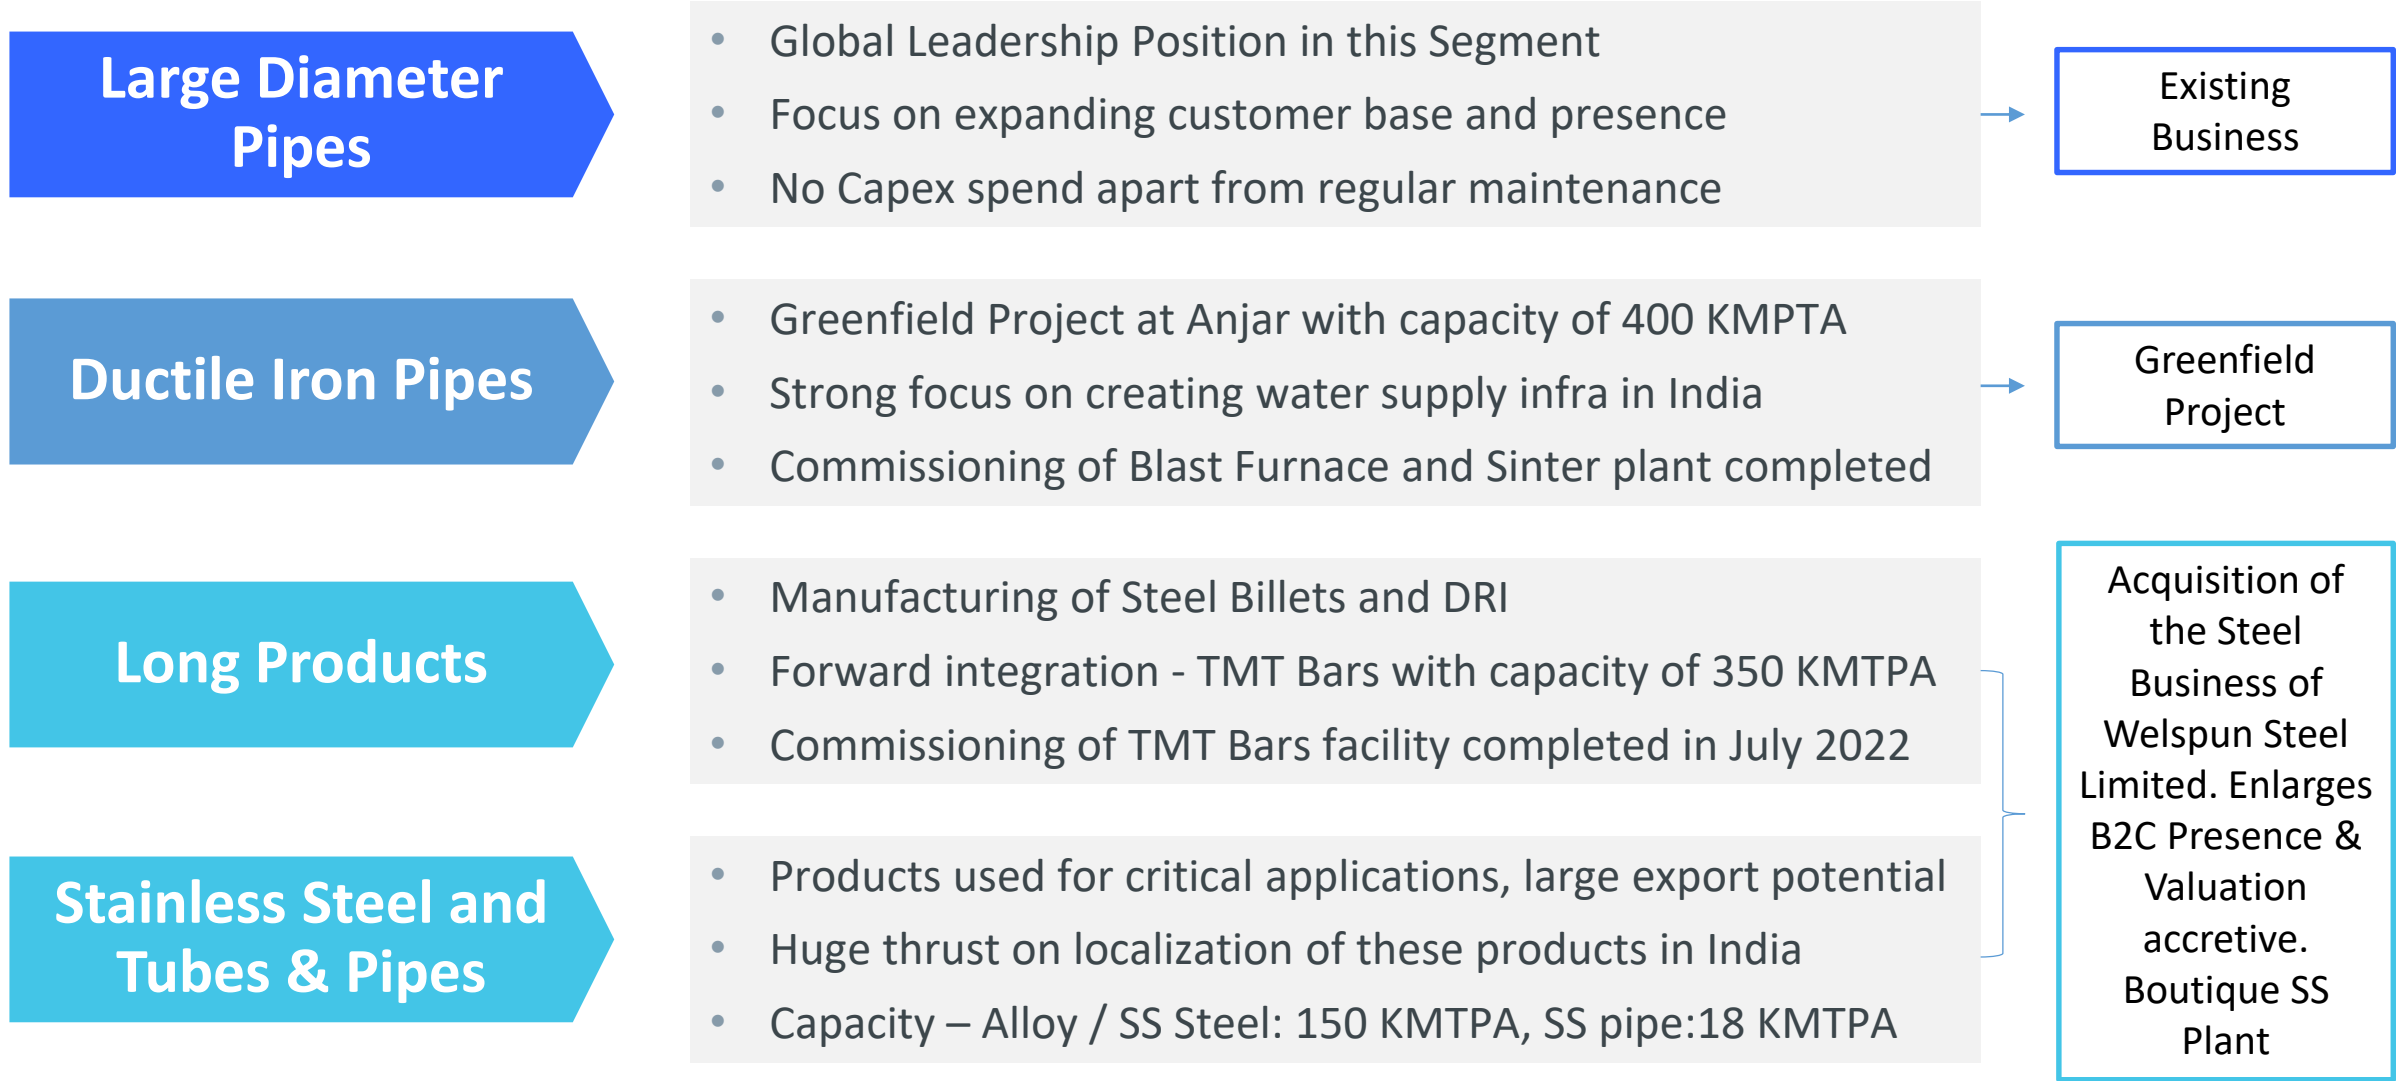 Large Diameter
Pipes
• Global Leadership Position in this Segment
• Focus on expanding customer base and presence
• No Capex spend apart from regular maintenance
Existing
Business
Ductile Iron Pipes
• Greenfield Project at Anjar with capacity of 400 KMPTA
• Strong focus on creating water supply infra in India
• Commissioning of Blast Furnace and Sinter plant completed
Greenfield
Project
Long Products
• Manufacturing of Steel Billets and DRI
• Forward integration - TMT Bars with capacity of 350 KMTPA
• Commissioning of TMT Bars facility completed in July 2022
Stainless Steel and
Tubes & Pipes
• Products used for critical applications, large export potential
• Huge thrust on localization of these products in India
• Capacity – Alloy / SS Steel: 150 KMTPA, SS pipe:18 KMTPA
Acquisition of
the Steel
Business of
Welspun Steel
Limited. Enlarges
B2C Presence &
Valuation
accretive.
Boutique SS
Plant